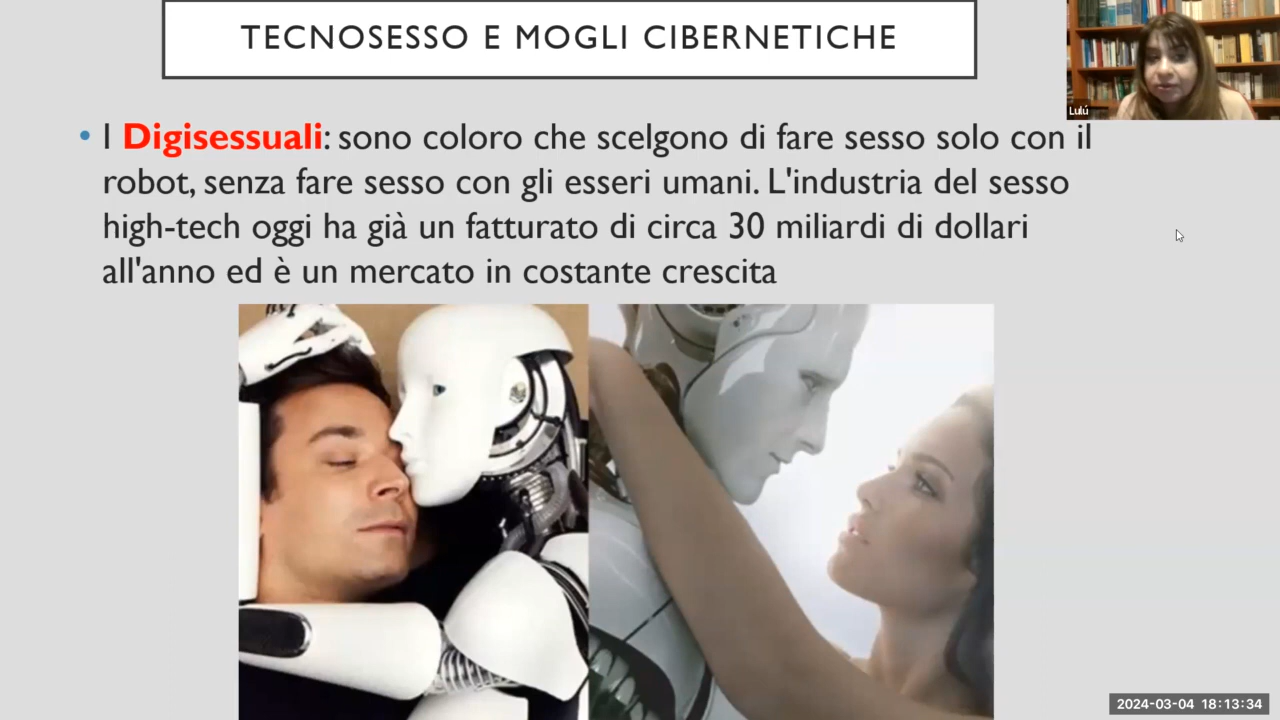 TECNOSESSO E MOGLI CIBERNETICHE
Lulú
• I Digisessuali: sono coloro che scelgono di fare sesso solo con il
robot, senza fare sesso con gli esseri umani. L'industria del sesso
high-tech oggi ha già un fatturato di circa 30 miliardi di dollari
all'anno ed è un mercato in costante crescita
2024-03-04 18:13:34